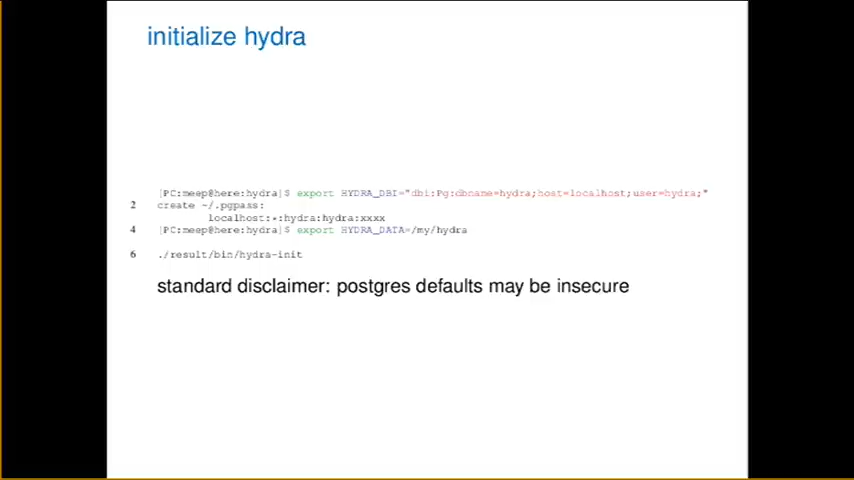 initialize hydra
[PC:meep@here:hydra]$ export HYDRA_DBI="dbi:Pg:dbname=hydra;host=localhost;user=hydra;"
2 create ~/.pgpass:
localhost:*:hydra:hydra:xxxx
4 [PC:meep@here:hydra]$ export HYDRA_DATA=/my/hydra
6 ./result/bin/hydra-init
standard disclaimer: postgres defaults may be insecure